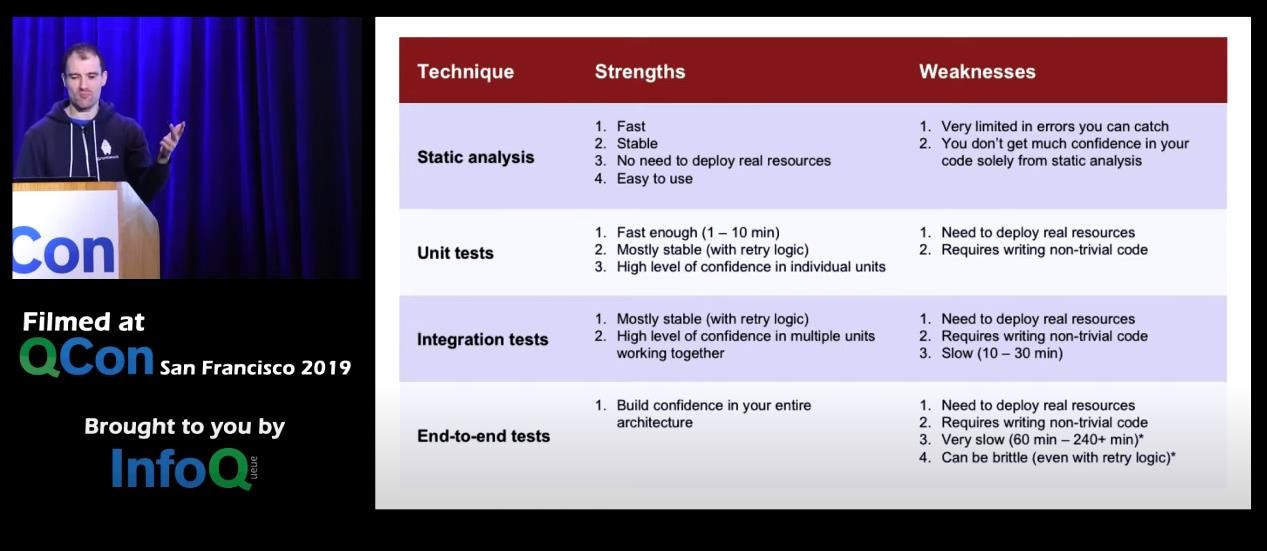 Con
Filmed at
QCon San Francisco 2019
Brought to you by
InfoQueue
Technique Strengths Weaknesses
Static analysis
1. Fast
2. Stable
3. No need to deploy real resources
4. Easy to use
1. Very limited in errors you can catch
2. You don’t get much confidence in your
code solely from static analysis
Unit tests
1. Fast enough (1 – 10 min)
2. Mostly stable (with retry logic)
3. High level of confidence in individual units
1. Need to deploy real resources
2. Requires writing non-trivial code
Integration tests
1. Mostly stable (with retry logic)
2. High level of confidence in multiple units
working together
1. Need to deploy real resources
2. Requires writing non-trivial code
3. Slow (10 – 30 min)
End-to-end tests
1. Build confidence in your entire
architecture
1. Need to deploy real resources
2. Requires writing non-trivial code
3. Very slow (60 min – 240+ min)*
4. Can be brittle (even with retry logic)*